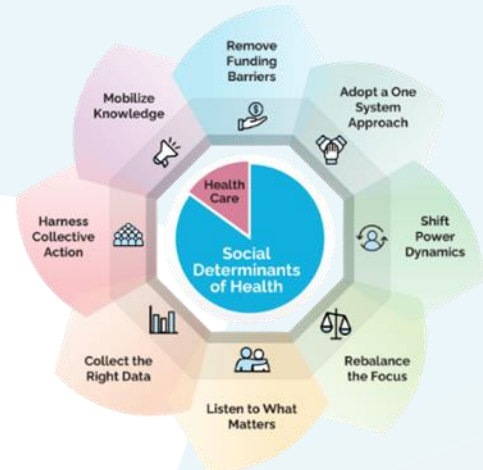 Remove
Funding
Barriers
Adopt a One
System
Approach
Shift
Power
Dynamics
Rebalance
the Focus
Listen to What
Matters
Collect the
Right Data
Harness
Collective
Action
Mobilize
Knowledge
Health
Care
Social
Determinants
of Health